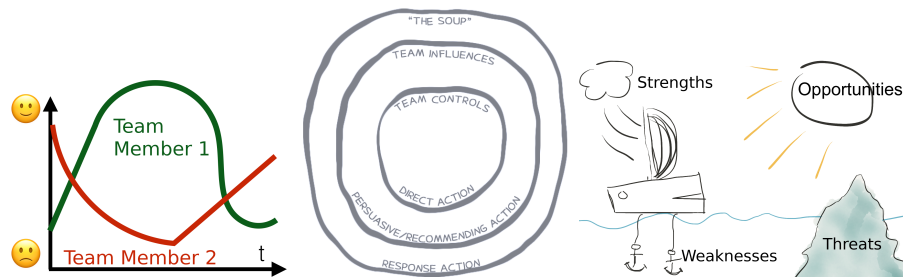 Team
Member 1
Team Member 2
t
“THE SOUP”
TEAM INFLUENCES
TEAM CONTROLS
DIRECT ACTION
PERSUASIVE/RECOMMENDING ACTION
RESPONSE ACTION
Strengths
Opportunities
Weaknesses
Threats